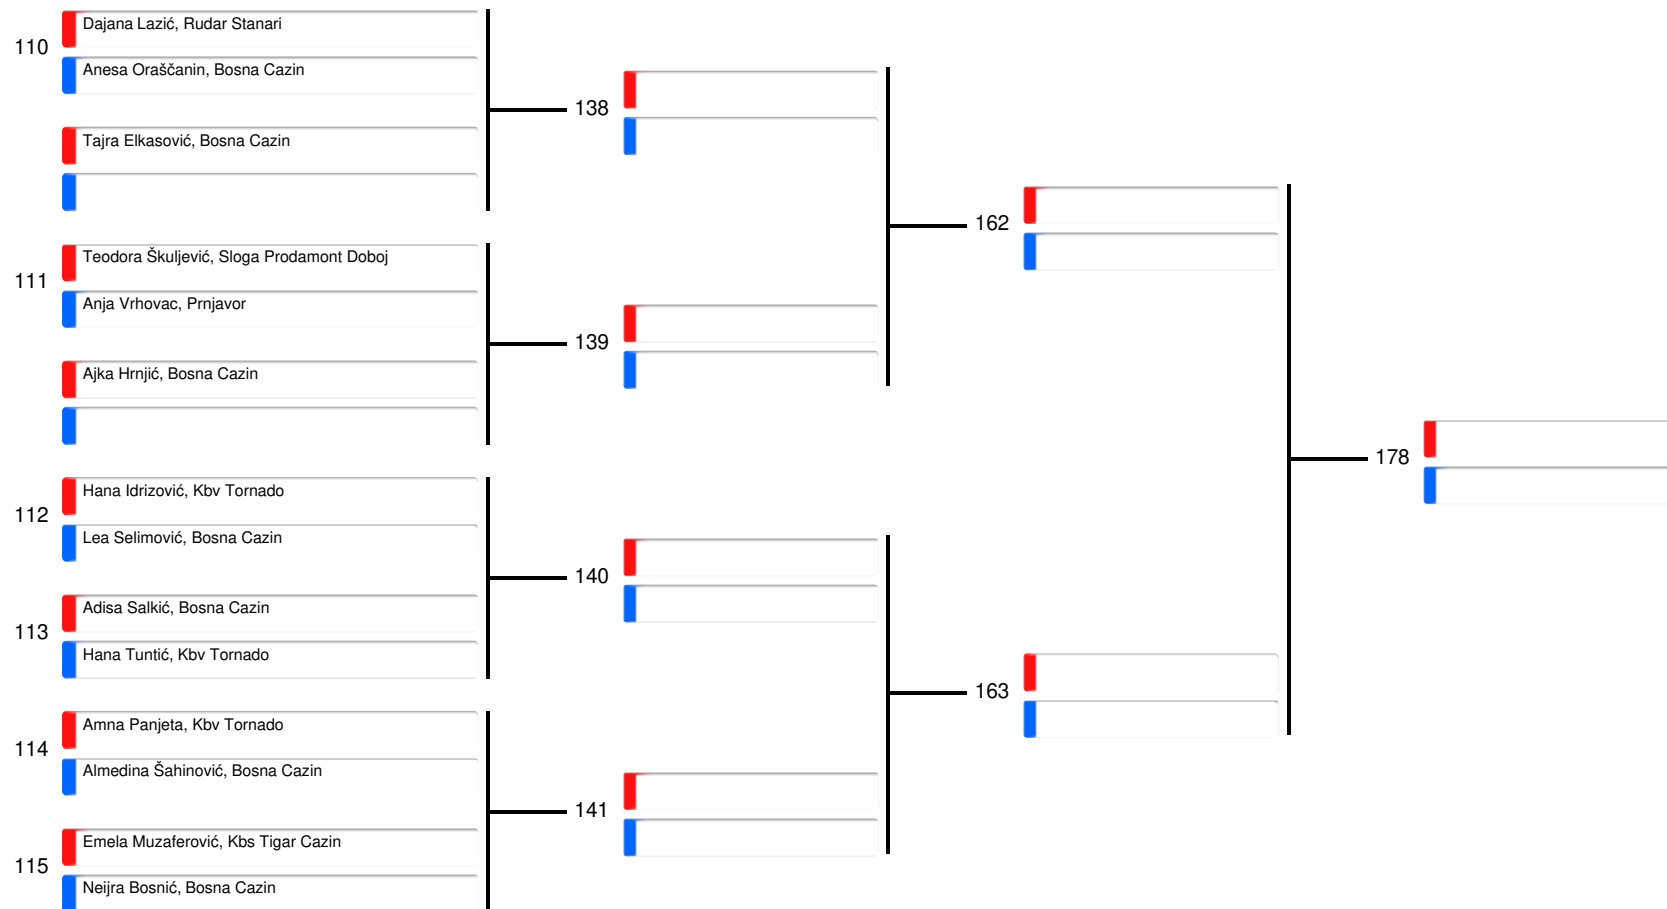 110
Dajana Lazić, Rudar Stanari
Anesa Oraščanin, Bosna Cazin
Tajra Elkasović, Bosna Cazin
111
Teodora Škuljević, Sloga Prodamont Doboj
Anja Vrhovac, Prnjavor
Ajka Hrnjić, Bosna Cazin
112
Hana Idrizović, Kbv Tornado
Lea Selimović, Bosna Cazin
113
Adisa Salkić, Bosna Cazin
Hana Tuntić, Kbv Tornado
114
Amna Panjeta, Kbv Tornado
Almedina Šahinović, Bosna Cazin
115
Emela Muzaferović, Kbs Tigar Cazin
Neijra Bosnić, Bosna Cazin
138
139
140
141
162
163
178